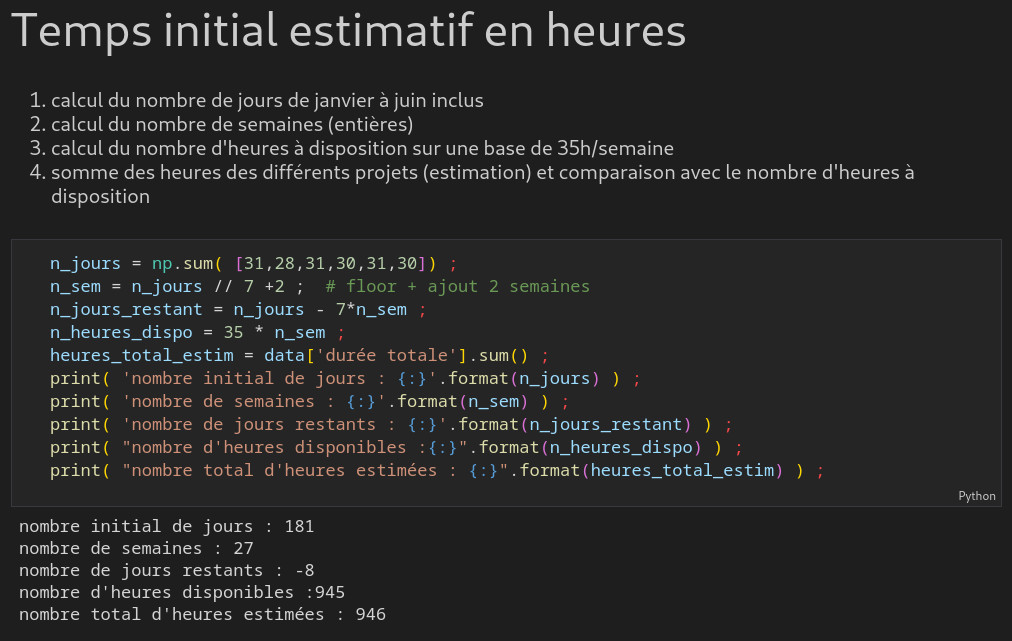 Temps initial estimatif en heures
1. calcul du nombre de jours de janvier à juin inclus
2. calcul du nombre de semaines (entières)
3. calcul du nombre d'heures à disposition sur une base de 35h/semaine
4. somme des heures des différents projets (estimation) et comparaison avec le nombre d'heures à
disposition
n_jours = np.sum( [31,28,31,30,31,30]) ;
n_sem = n_jours // 7 +2 ;  # floor + ajout 2 semaines
n_jours_restant = n_jours - 7*n_sem ;
n_heures_dispo = 35 * n_sem ;
heures_total_estim = data['durée totale'].sum() ;
print( 'nombre initial de jours : {:}'.format(n_jours) ) ;
print( 'nombre de semaines : {:}'.format(n_sem) ) ;
print( 'nombre de jours restants : {:}'.format(n_jours_restant) ) ;
print( "nombre d'heures disponibles :{:}".format(n_heures_dispo) ) ;
print( "nombre total d'heures estimées : {:}".format(heures_total_estim) ) ;
Python
nombre initial de jours : 181
nombre de semaines : 27
nombre de jours restants : -8
nombre d'heures disponibles :945
nombre total d'heures estimées : 946